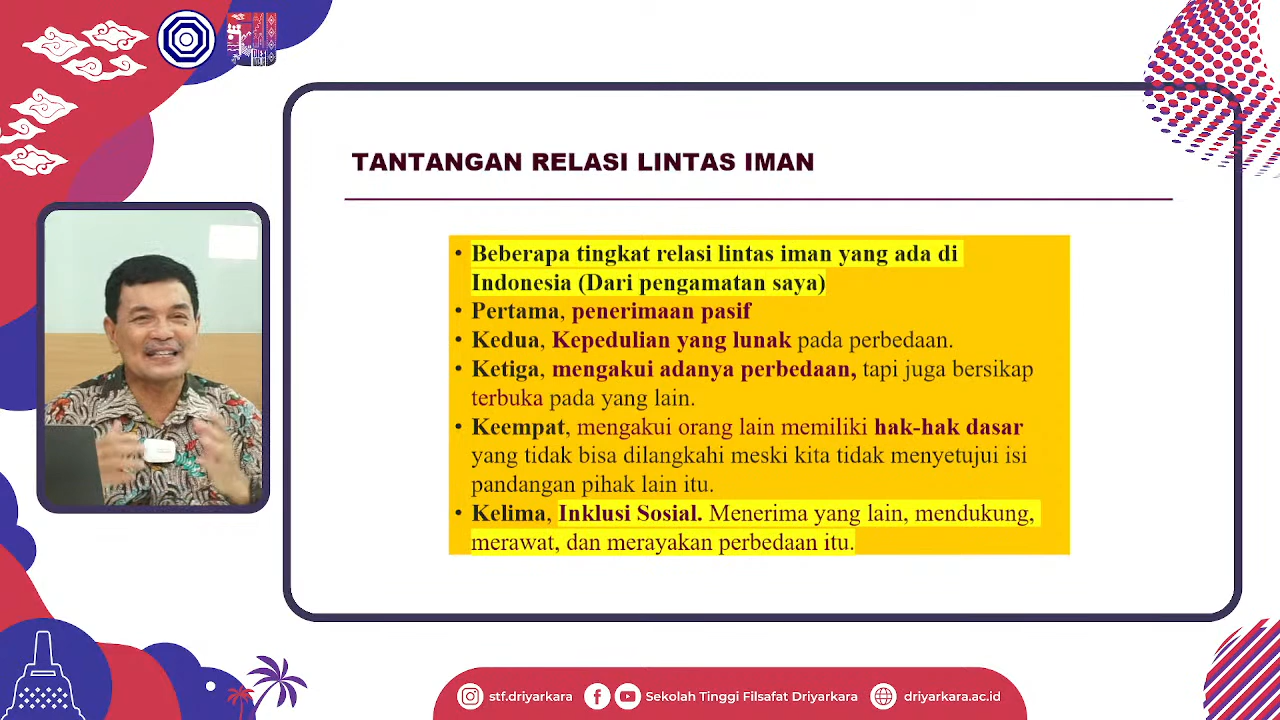 TANTANGAN RELASI LINTAS IMAN
• Beberapa tingkat relasi lintas iman yang ada di
Indonesia (Dari pengamatan saya)
• Pertama, penerimaan pasif
• Kedua, Kepedulian yang lunak pada perbedaan.
• Ketiga, mengakui adanya perbedaan, tapi juga bersikap
terbuka pada yang lain.
• Keempat, mengakui orang lain memiliki hak-hak dasar
yang tidak bisa dilangkahi meski kita tidak menyetujui isi
pandangan pihak lain itu.
• Kelima, Inklusi Sosial. Menerima yang lain, mendukung,
merawat, dan merayakan perbedaan itu.
stf.driyarkara Sekolah Tinggi Filsafat Driyarkara driyarkara.ac.id